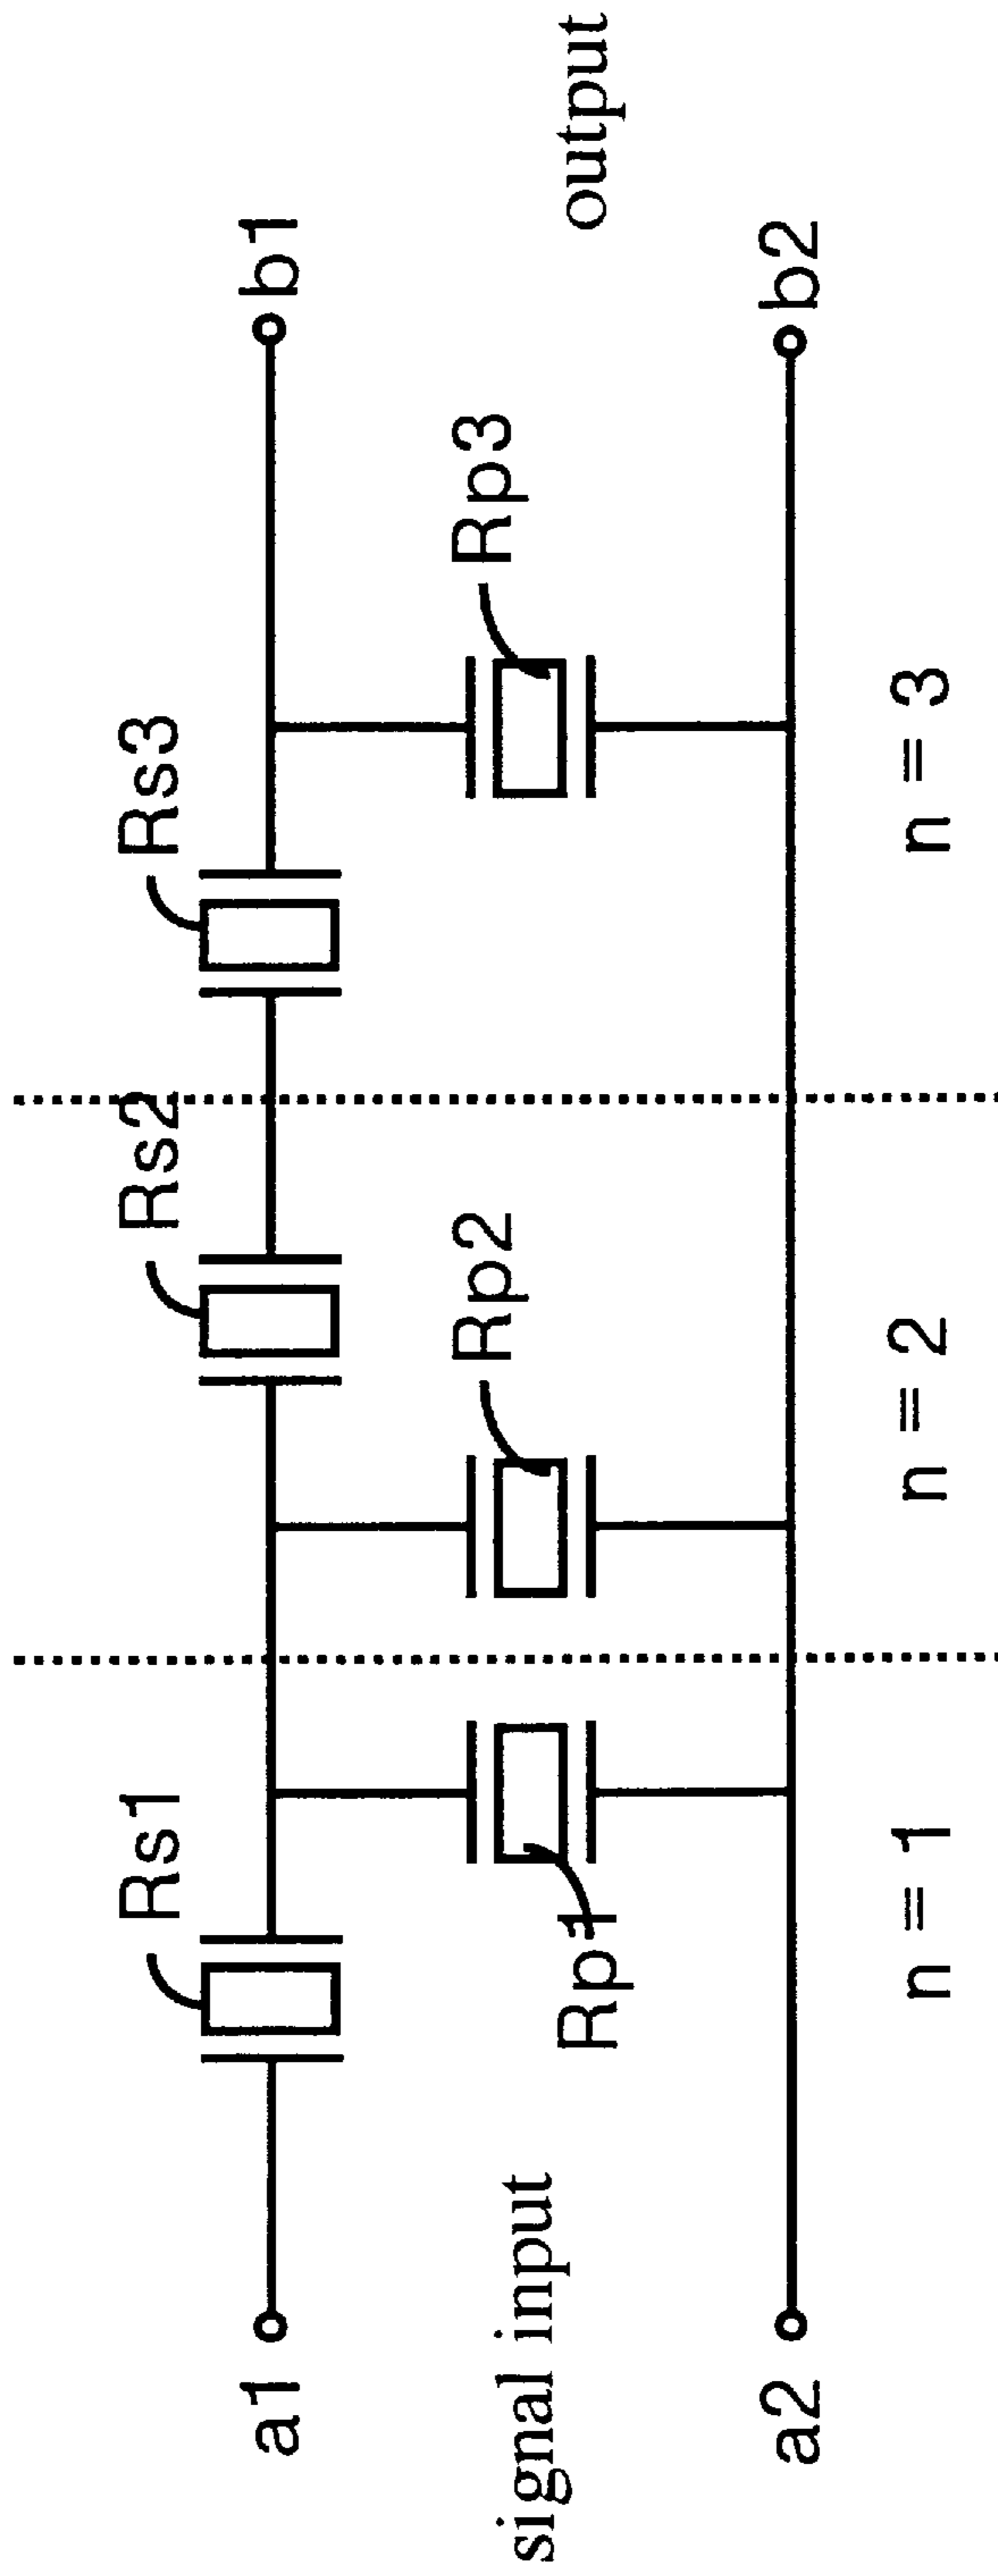 Rs1
Rs2
Rs3
a1
b1
Rp2
Rp3
signal input
Rp1
output
a2
b2
n = 1
n = 2
n = 3